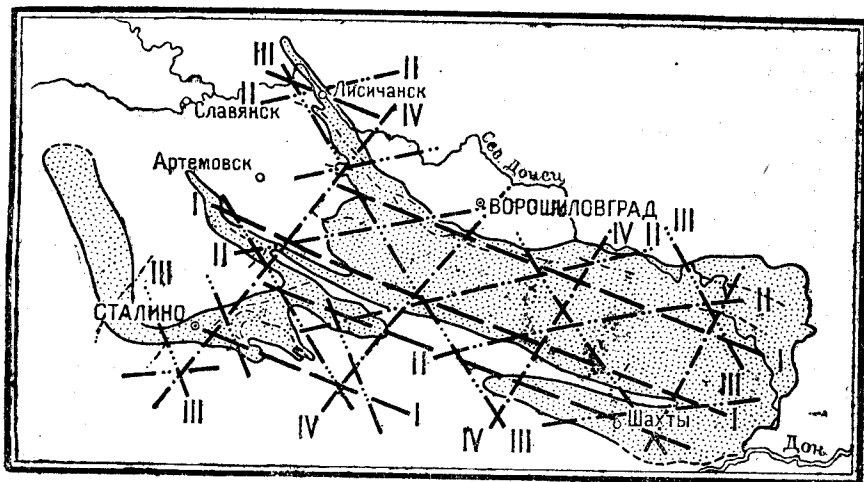 III
II
Лисичанск
II
Славянск
IV
Артемовск
Сев. Донец
I
ВОРОШИЛОВГРАД
III
IV
II
II
III
СТАЛИНО
II
II
I
III
III
I
I
IV
IV
III
Шахты
Дон